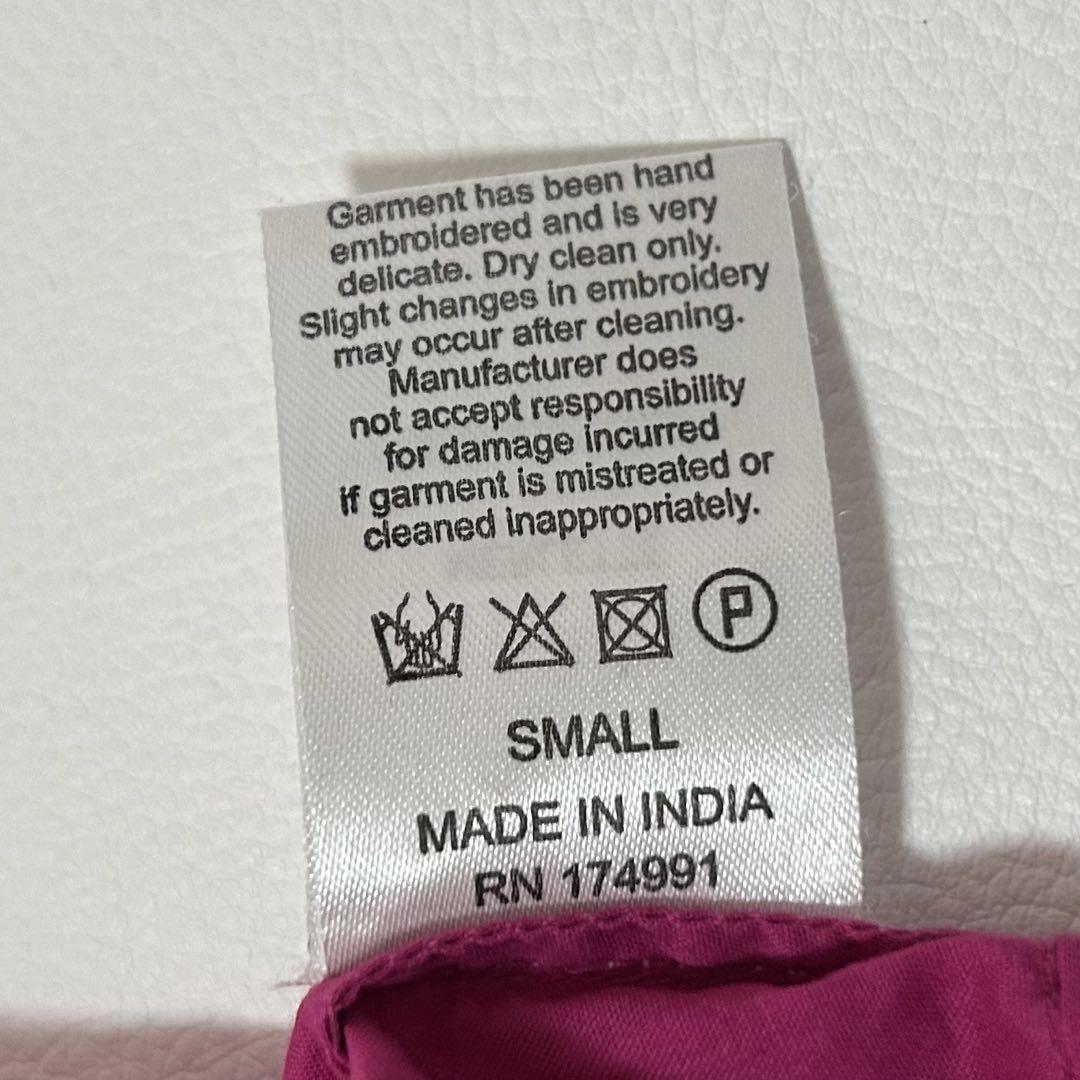 Garment has been hand
embroidered and is very
delicate. Dry clean only.
Slight changes in embroidery
may occur after cleaning.
Manufacturer does
not accept responsibility
for damage incurred
if garment is mistreated or
cleaned inappropriately.
P
SMALL
MADE IN INDIA
RN 174991